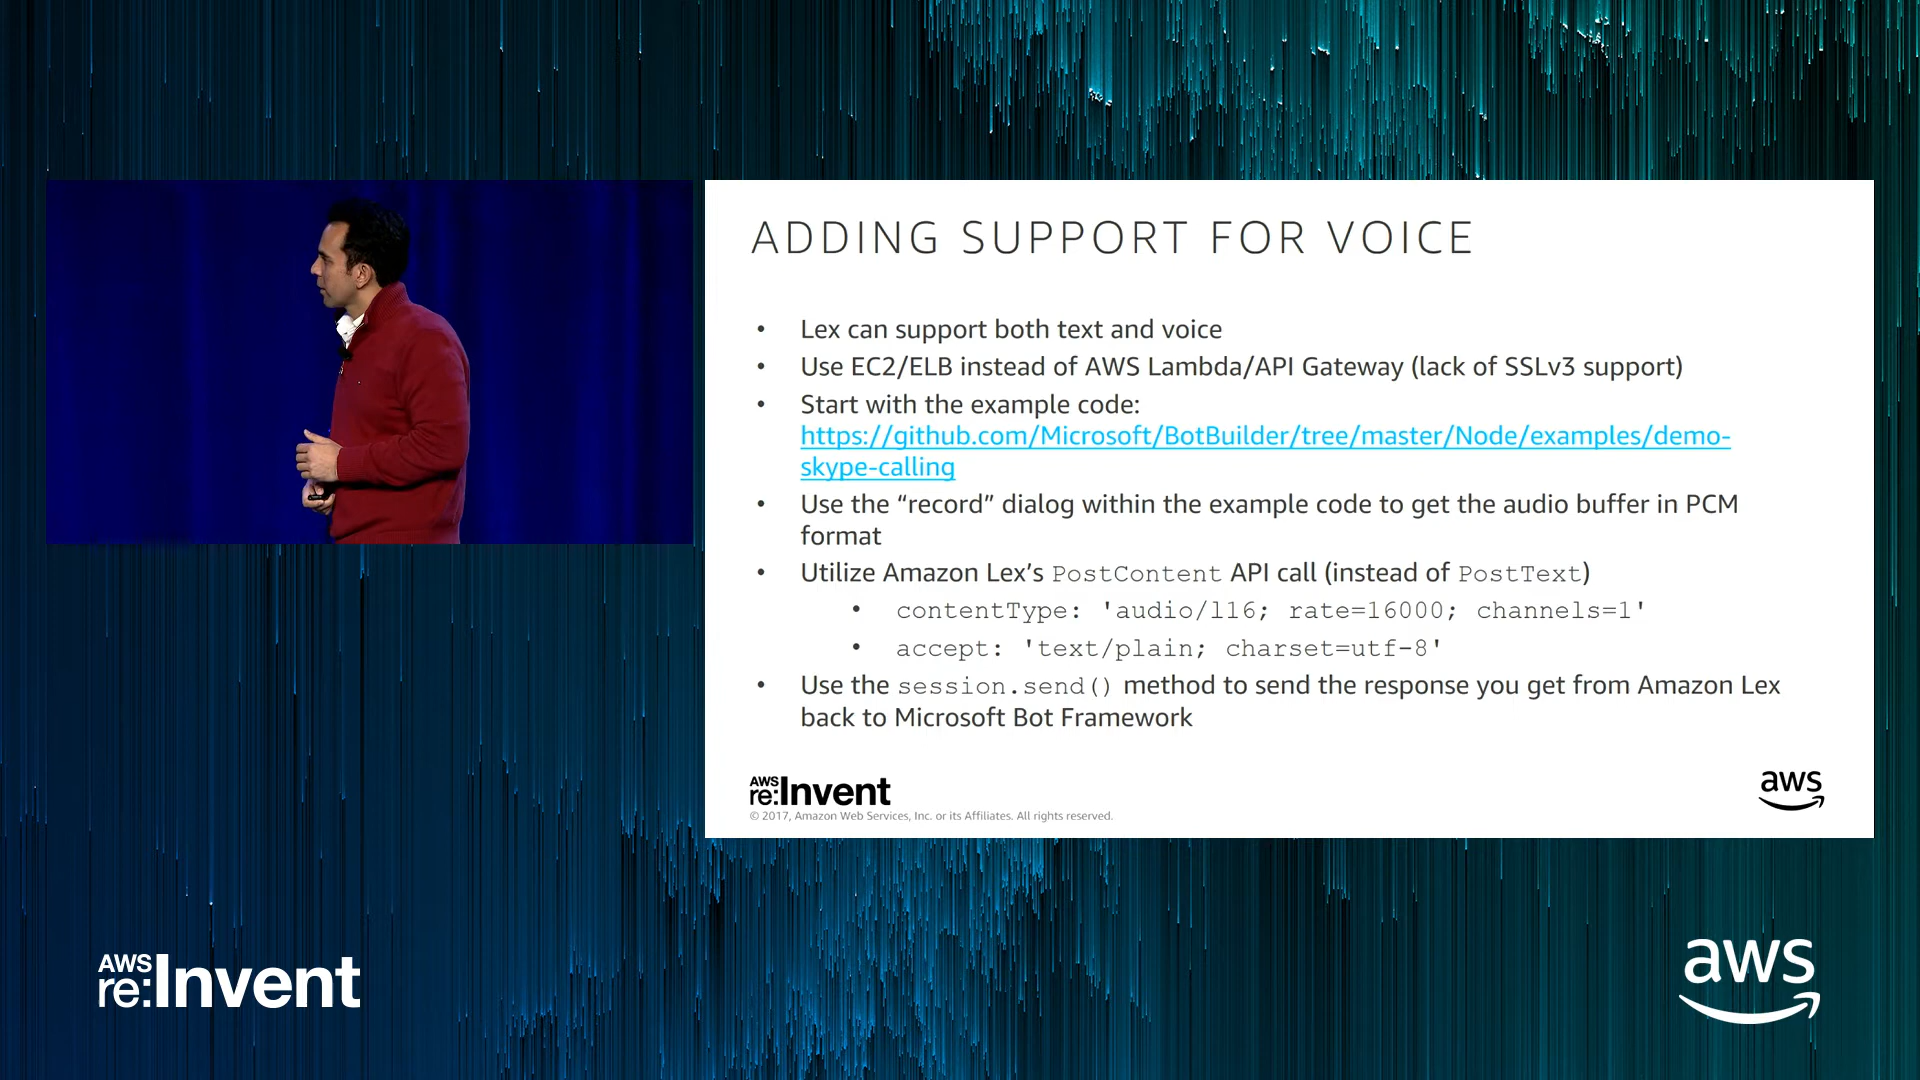 ADDING SUPPORT FOR VOICE
• Lex can support both text and voice
• Use EC2/ELB instead of AWS Lambda/API Gateway (lack of SSLv3 support)
• Start with the example code:
https://github.com/Microsoft/BotBuilder/tree/master/Node/examples/demo-
skype-calling
• Use the “record” dialog within the example code to get the audio buffer in PCM
format
• Utilize Amazon Lex’s PostContent API call (instead of PostText)
• contentType: 'audio/l16; rate=16000; channels=1'
• accept: 'text/plain; charset=utf-8'
• Use the session.send() method to send the response you get from Amazon Lex
back to Microsoft Bot Framework
AWS
re:Invent
aws
© 2017, Amazon Web Services, Inc. or its Affiliates. All rights reserved.
AWS
re:Invent
aws